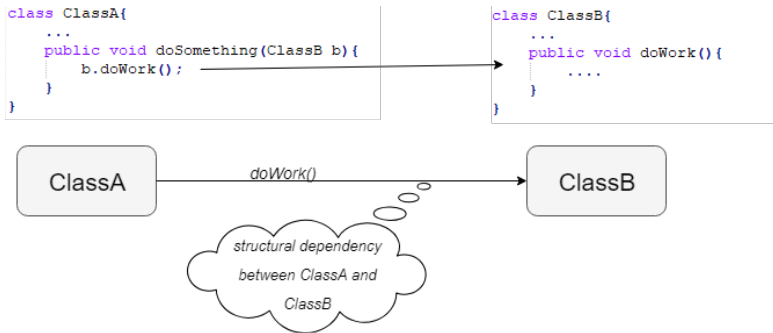 class ClassA{
...
public void doSomething(ClassB b){
b.doWork();
}
}
class ClassB{
...
public void doWork(){
....
}
}
ClassA
doWork()
ClassB
structural dependency
between ClassA and
ClassB